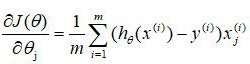 ∂J(θ)/∂θ_j = (1/m) ∑_{i=1}^{m} (h_θ(x^{(i)}) − y^{(i)}) x_j^{(i)}